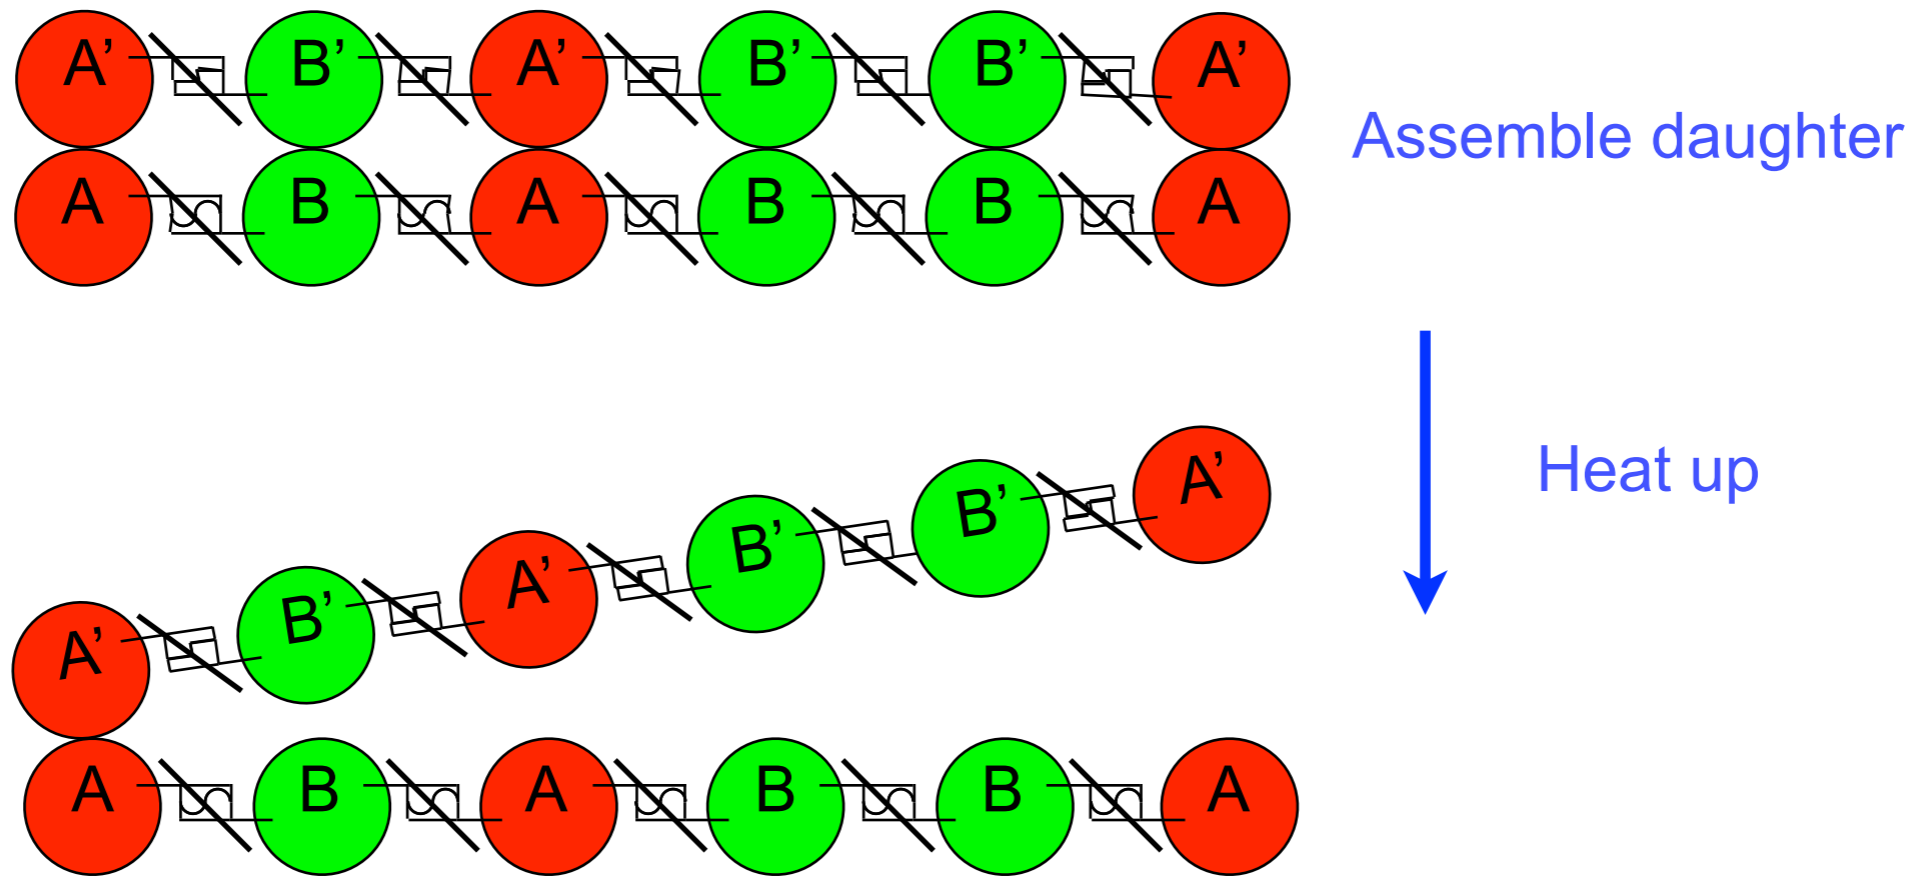 A’ B’ A’ B’ B’ A’
Assemble daughter
A B A B B A
Heat up
A’ B’ A’ B’ B’ A’
A B A B B A